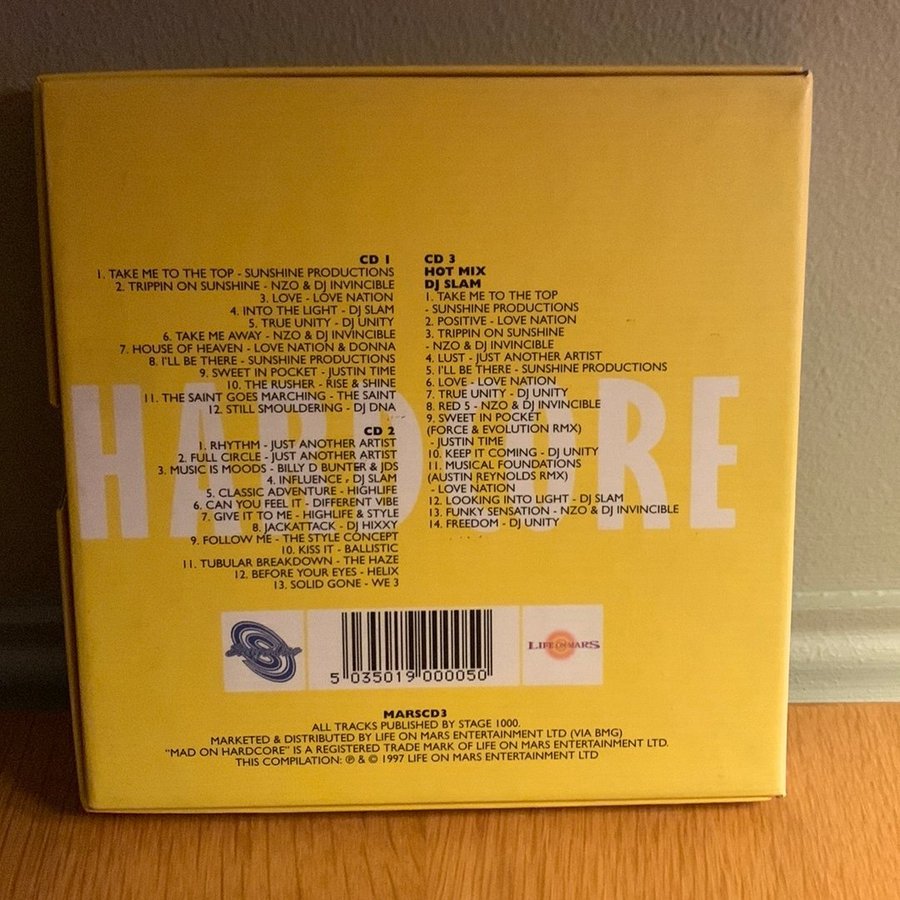 CD 1
1. TAKE ME TO THE TOP - SUNSHINE PRODUCTIONS
2. TRIPPIN ON SUNSHINE - NZO & DJ INVINCIBLE
3. LOVE - LOVE NATION
4. INTO THE LIGHT - DJ SLAM
5. TRUE UNITY - DJ UNITY
6. TAKE ME AWAY - NZO & DJ INVINCIBLE
7. HOUSE OF HEAVEN - LOVE NATION & DONNA
8. I'LL BE THERE - SUNSHINE PRODUCTIONS
9. SWEET IN POCKET - JUSTIN TIME
10. THE RUSHER - RISE & SHINE
11. THE SAINT GOES MARCHING - THE SAINT
12. STILL SMOULDERING - DJ DNA
CD 2
1. RHYTHM - JUST ANOTHER ARTIST
2. FULL CIRCLE - JUST ANOTHER ARTIST
3. MUSIC IS MOODS - BILLY D BUNTER & JDS
4. INFLUENCE - DJ SLAM
5. CLASSIC ADVENTURE - HIGHLIFE
6. CAN YOU FEEL IT - DIFFERENT VIBE
7. GIVE IT TO ME - HIGHLIFE & STYLE
8. JACKATTACK - DJ HIXXY
9. FOLLOW ME - THE STYLE CONCEPT
10. KISS IT - BALLISTIC
11. TUBULAR BREAKDOWN - THE HAZE
12. BEFORE YOUR EYES - HELIX
13. SOLID GONE - WE 3
CD 3
HOT MIX
DJ SLAM
1. TAKE ME TO THE TOP
- SUNSHINE PRODUCTIONS
2. POSITIVE - LOVE NATION
3. TRIPPIN ON SUNSHINE
- NZO & DJ INVINCIBLE
4. LUST - JUST ANOTHER ARTIST
5. I'LL BE THERE - SUNSHINE PRODUCTIONS
6. LOVE - LOVE NATION
7. TRUE UNITY - DJ UNITY
8. RED 5 - NZO & DJ INVINCIBLE
9. SWEET IN POCKET
(FORCE & EVOLUTION RMX)
- JUSTIN TIME
10. KEEP IT COMING - DJ UNITY
11. MUSICAL FOUNDATIONS
(AUSTIN REYNOLDS RMX)
- LOVE NATION
12. LOOKING INTO LIGHT - DJ SLAM
13. FUNKY SENSATION - NZO & DJ INVINCIBLE
14. FREEDOM - DJ UNITY
HARDCORE
5 035019 000050
LIFE ON MARS
MARSCD3
ALL TRACKS PUBLISHED BY STAGE 1000.
MARKETED & DISTRIBUTED BY LIFE ON MARS ENTERTAINMENT LTD (VIA BMG)
"MAD ON HARDCORE" IS A REGISTERED TRADE MARK OF LIFE ON MARS ENTERTAINMENT LTD.
THIS COMPILATION: ℗ & © 1997 LIFE ON MARS ENTERTAINMENT LTD